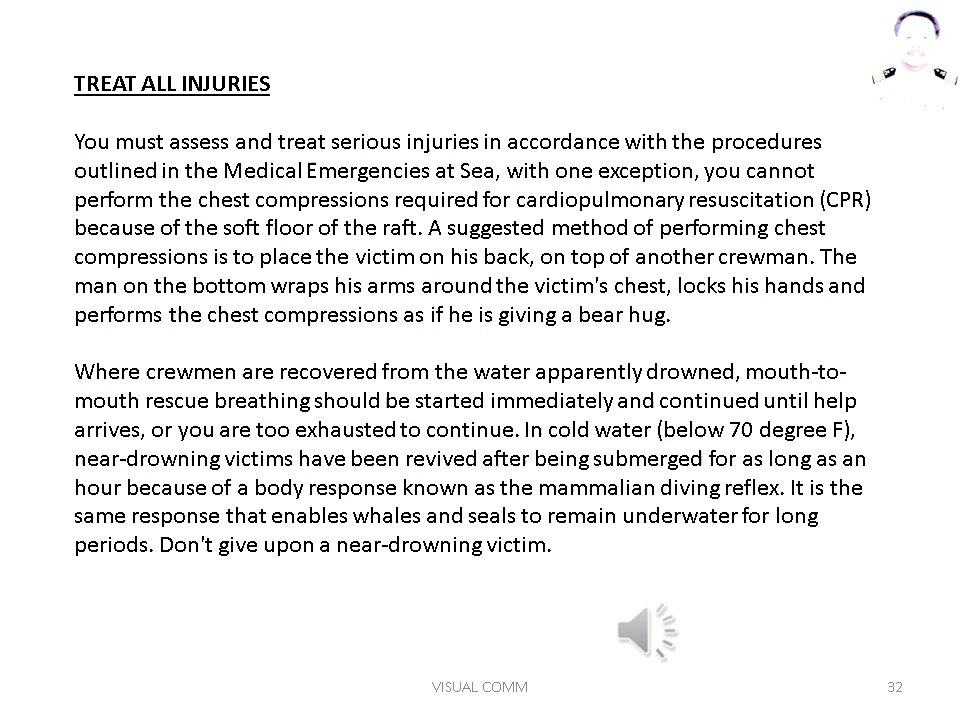 TREAT ALL INJURIES
You must assess and treat serious injuries in accordance with the procedures
outlined in the Medical Emergencies at Sea, with one exception, you cannot
perform the chest compressions required for cardiopulmonary resuscitation (CPR)
because of the soft floor of the raft. A suggested method of performing chest
compressions is to place the victim on his back, on top of another crewman. The
man on the bottom wraps his arms around the victim's chest, locks his hands and
performs the chest compressions as if he is giving a bear hug.
Where crewmen are recovered from the water apparently drowned, mouth-to-
mouth rescue breathing should be started immediately and continued until help
arrives, or you are too exhausted to continue. In cold water (below 70 degree F),
near-drowning victims have been revived after being submerged for as long as an
hour because of a body response known as the mammalian diving reflex. It is the
same response that enables whales and seals to remain underwater for long
periods. Don't give upon a near-drowning victim.
VISUAL COMM
32